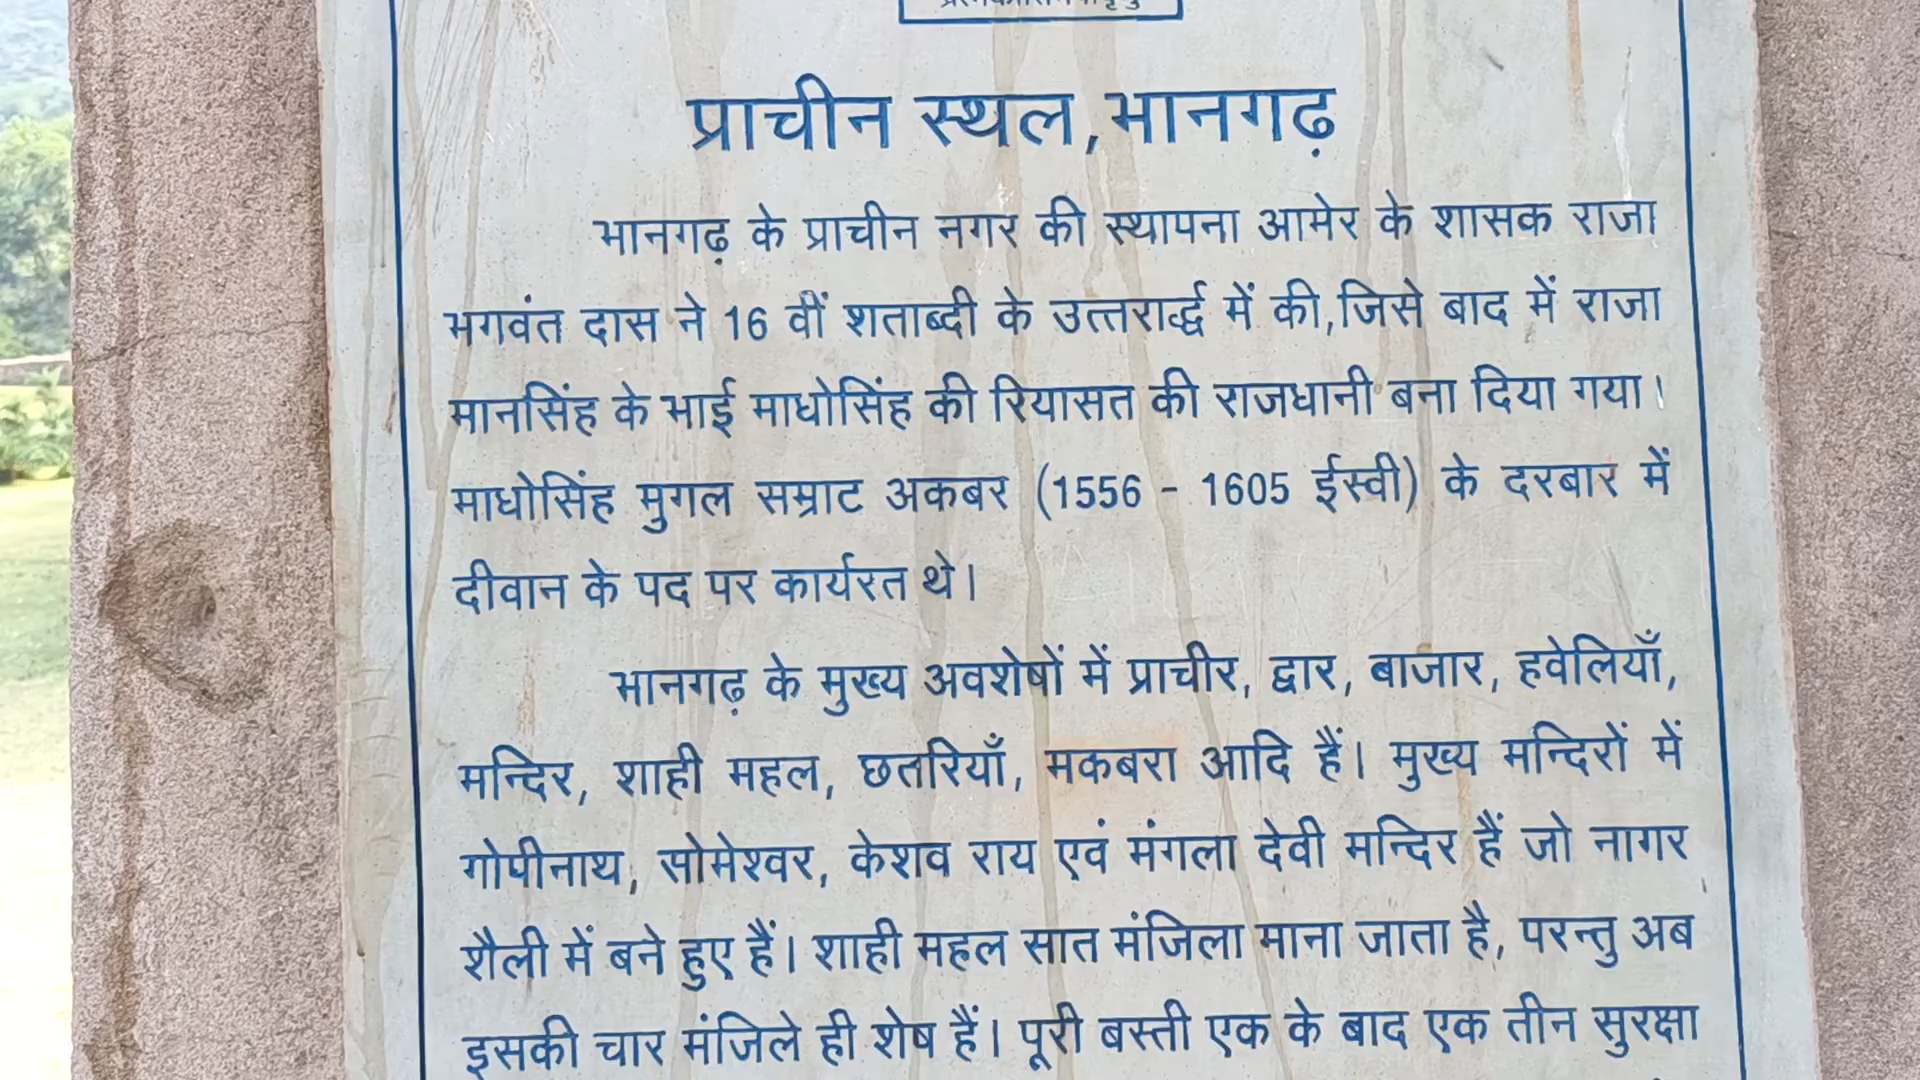 प्राचीन स्थल, भानगढ़
भानगढ़ के प्राचीन नगर की स्थापना आमेर के शासक राजा
भगवंत दास ने 16 वीं शताब्दी के उत्तरार्द्ध में की, जिसे बाद में राजा
मानसिंह के भाई माधोसिंह की रियासत की राजधानी बना दिया गया।
माधोसिंह मुगल सम्राट अकबर (1556 - 1605 ईस्वी) के दरबार में
दीवान के पद पर कार्यरत थे।
भानगढ़ के मुख्य अवशेषों में प्राचीर, द्वार, बाजार, हवेलियाँ,
मन्दिर, शाही महल, छतरियाँ, मकबरा आदि हैं। मुख्य मन्दिरों में
गोपीनाथ, सोमेश्वर, केशव राय एवं मंगला देवी मन्दिर हैं जो नागर
शैली में बने हुए हैं। शाही महल सात मंजिला माना जाता है, परन्तु अब
इसकी चार मंजिले ही शेष हैं। पूरी बस्ती एक के बाद एक तीन सुरक्षा